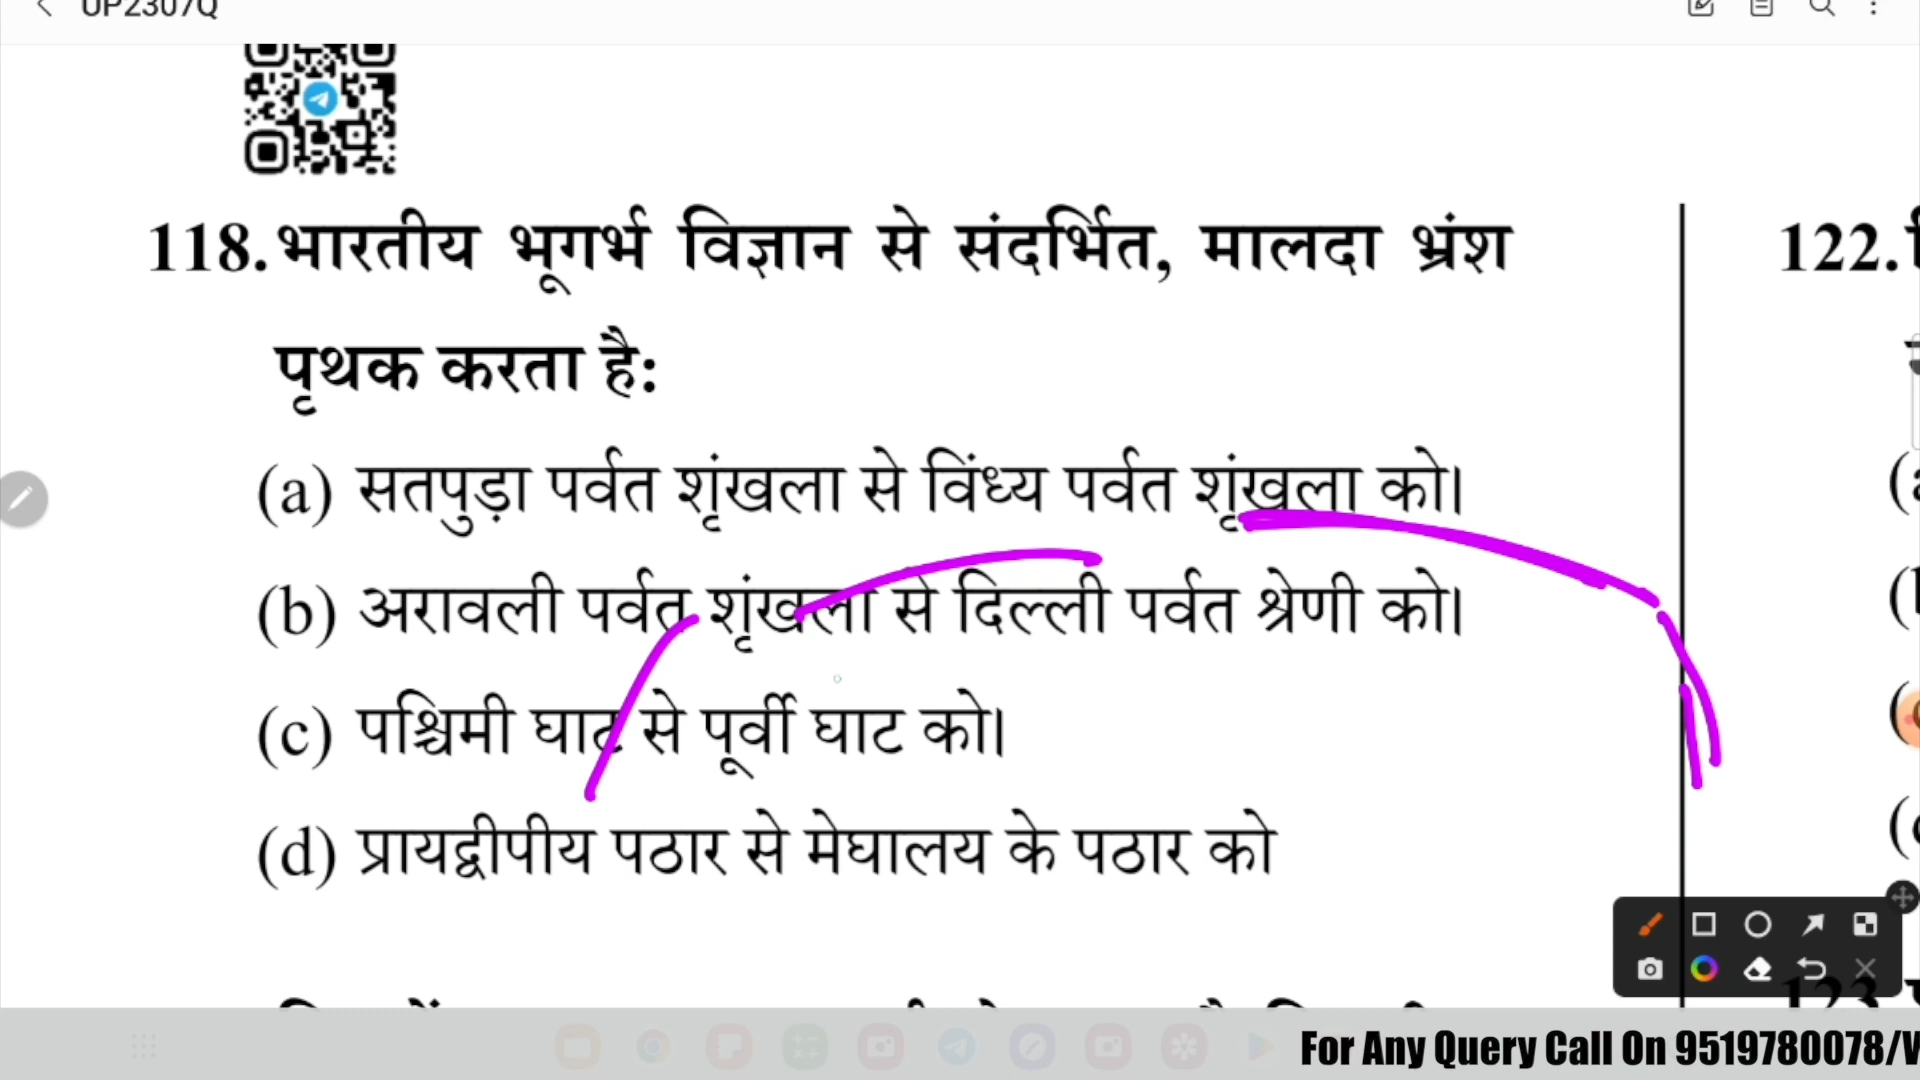 UP2307Q
118. भारतीय भूगर्भ विज्ञान से संदर्भित, मालदा भ्रंश
पृथक करता है:
(a) सतपुड़ा पर्वत शृंखला से विंध्य पर्वत शृंखला को।
(b) अरावली पर्वत शृंखला से दिल्ली पर्वत श्रेणी को।
(c) पश्चिमी घाट से पूर्वी घाट को।
(d) प्रायद्वीपीय पठार से मेघालय के पठार को
122.
123
For Any Query Call On 9519780078/